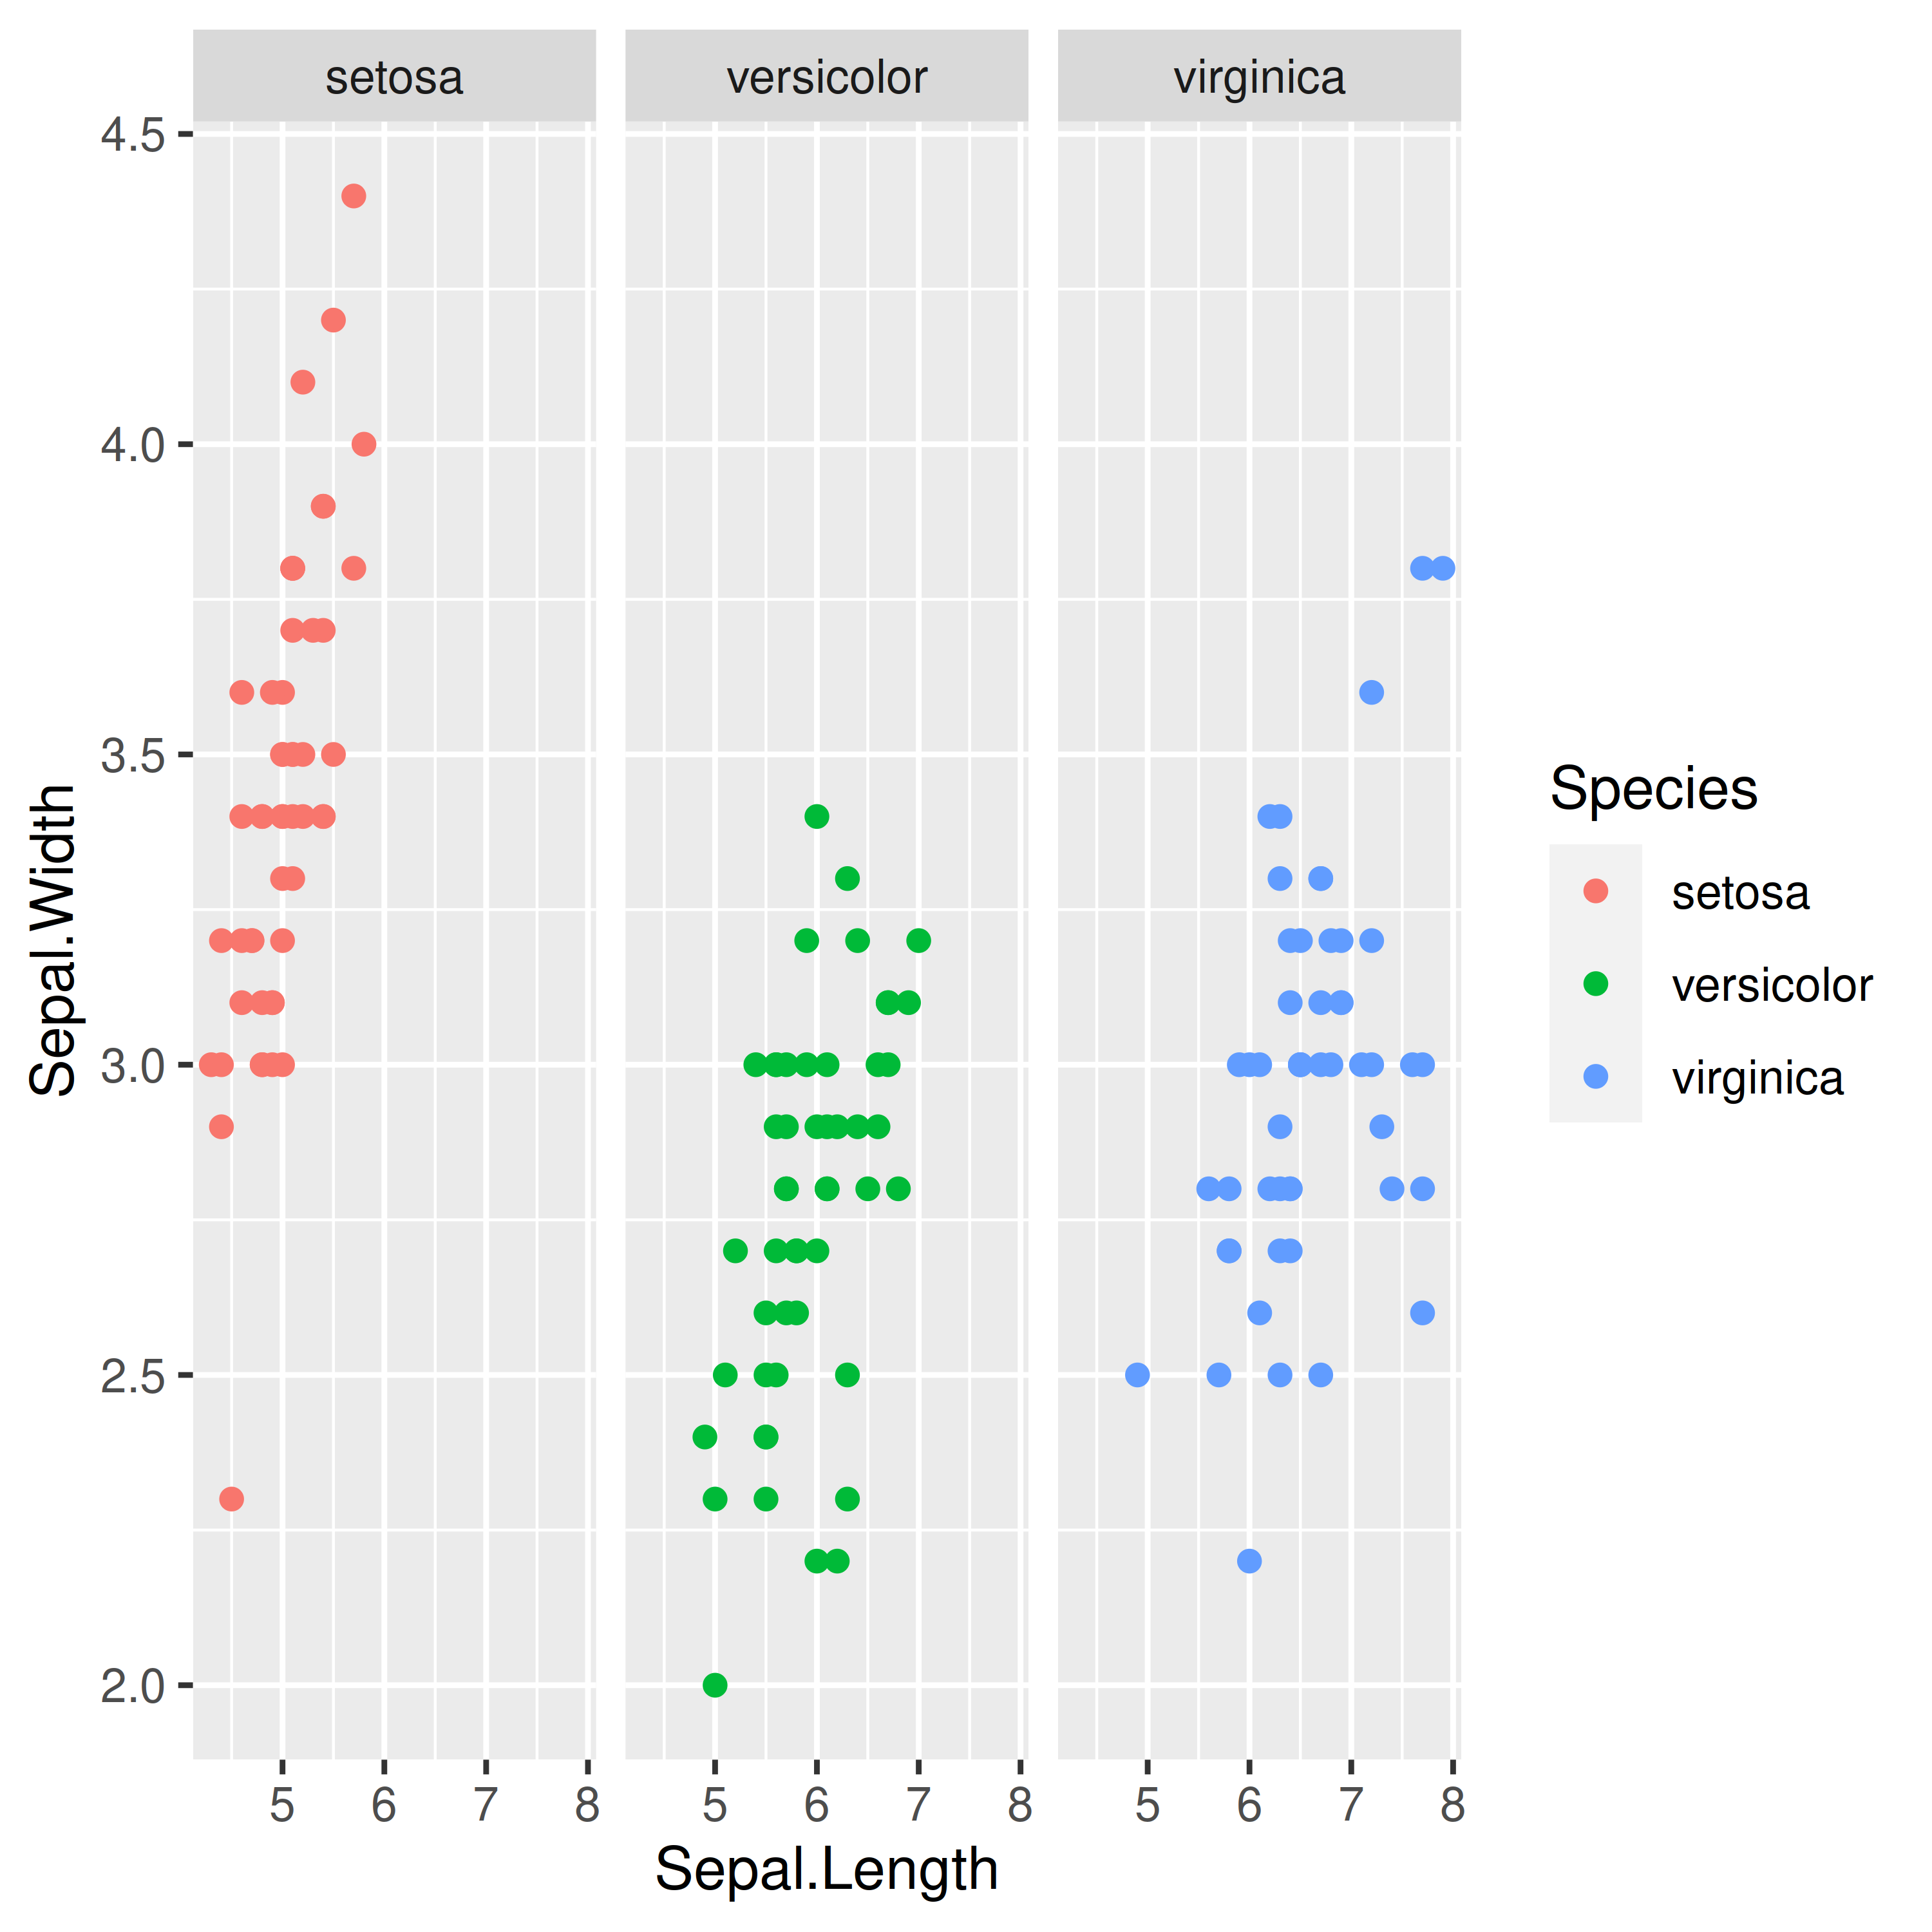 setosa versicolor virginica
4.5
4.0
3.5
3.0
2.5
2.0
Sepal.Width
5 6 7 8 5 6 7 8 5 6 7 8
Sepal.Length
Species
setosa
versicolor
virginica